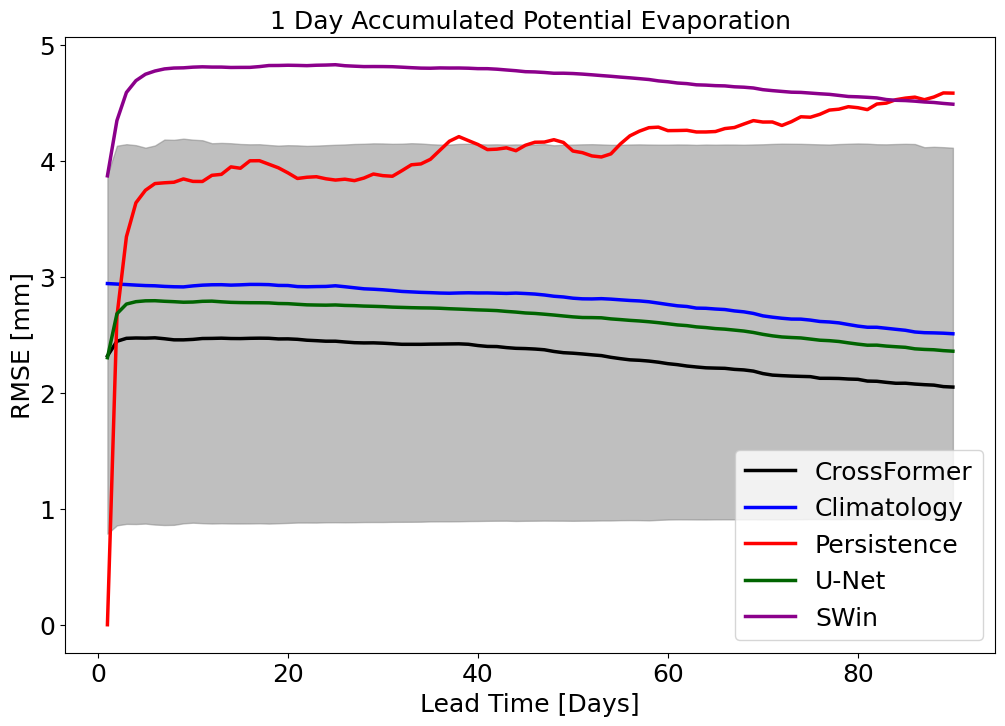 1 Day Accumulated Potential Evaporation
RMSE [mm]
5
4
3
2
1
0
0 20 40 60 80
Lead Time [Days]
CrossFormer
Climatology
Persistence
U-Net
SWin